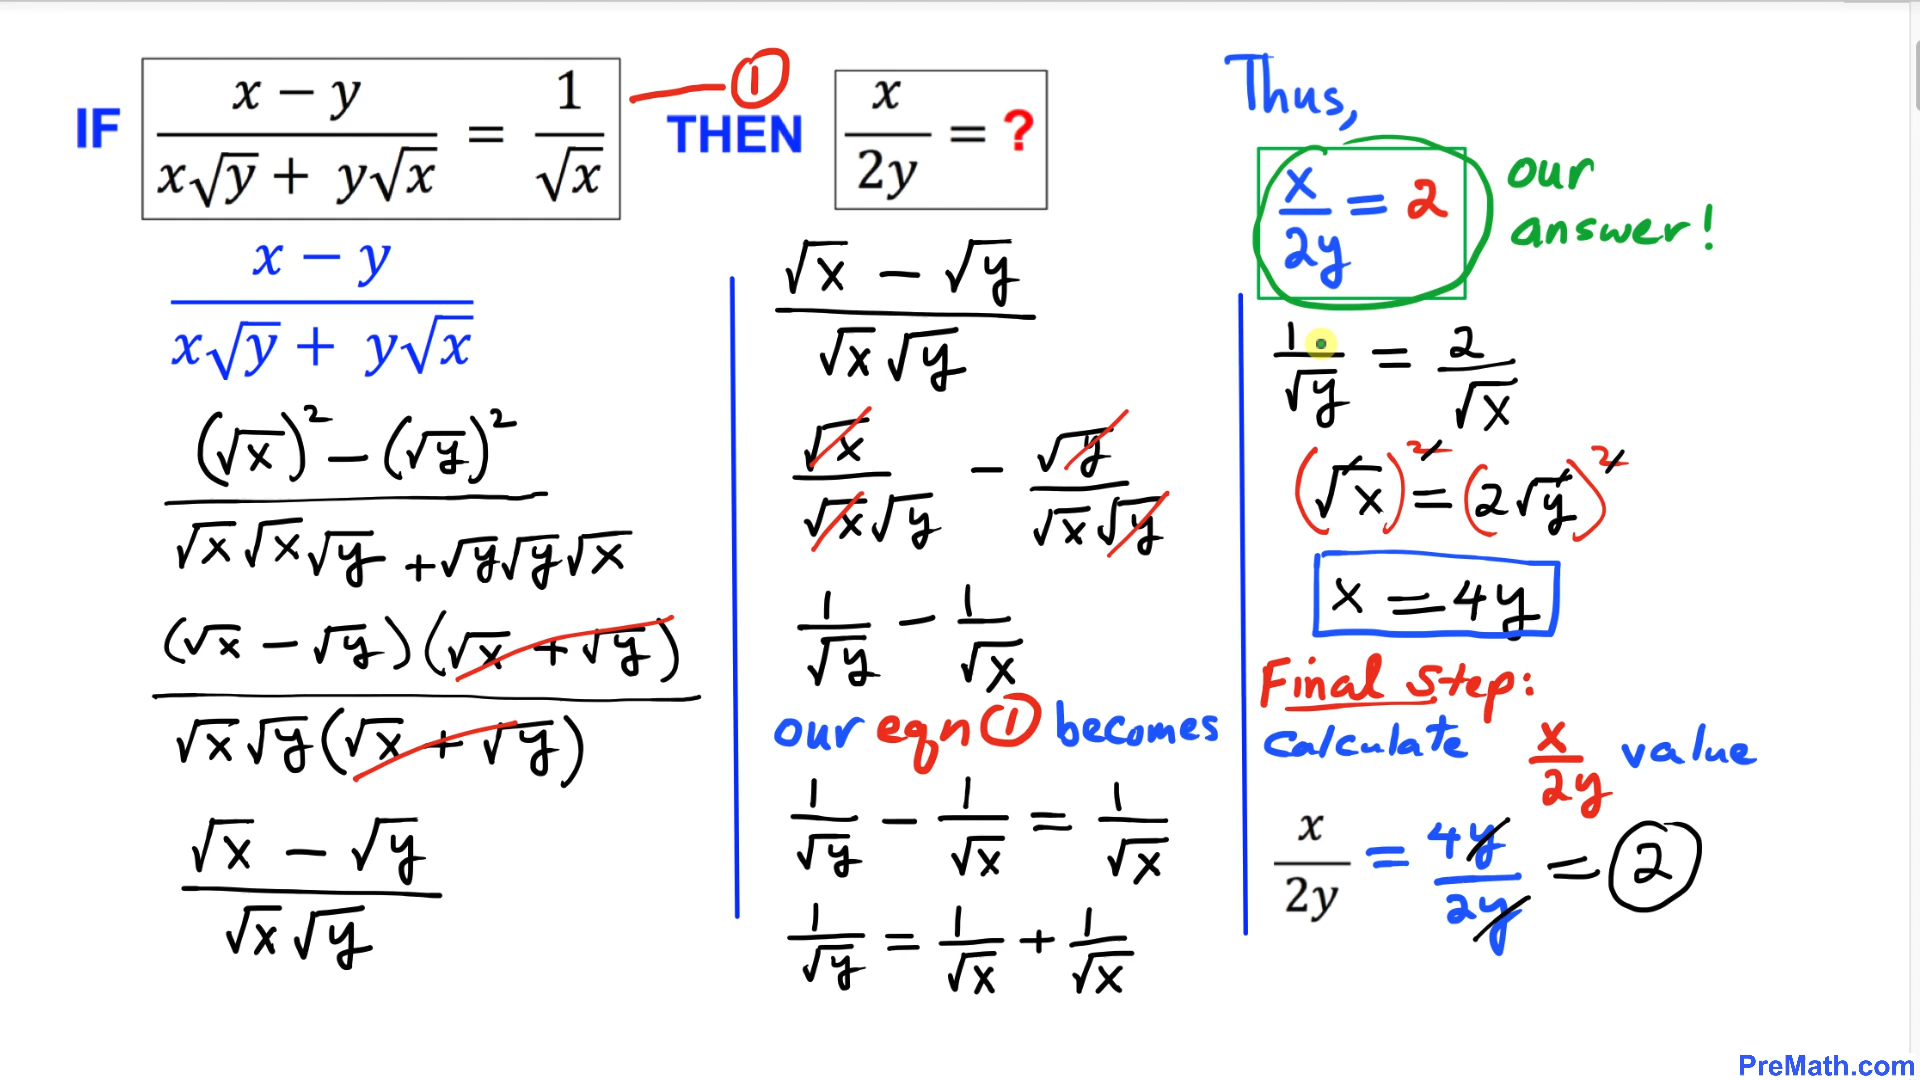 IF (x − y)/(x√y + y√x) = 1/√x ① THEN x/2y = ?
(x − y)/(x√y + y√x)
((√x)² − (√y)²)/(√x√x√y + √y√y√x)
((√x − √y)(√x + √y))/(√x√y(√x + √y))
(√x − √y)/(√x√y)
(√x − √y)/(√x√y)
√x/(√x√y) − √y/(√x√y)
1/√y − 1/√x
our eqn ① becomes
1/√y − 1/√x = 1/√x
1/√y = 1/√x + 1/√x
Thus,
x/2y = 2 our answer!
1/√y = 2/√x
(√x)² = (2√y)²
x = 4y
Final step:
calculate x/2y value
x/2y = 4y/2y = 2
PreMath.com